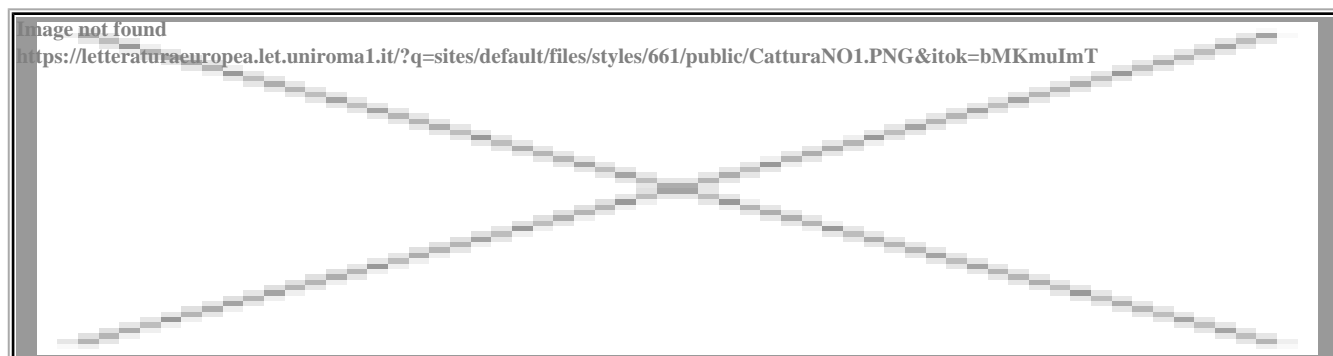 Image not found
https://letteraturaeuropea.let.uniroma1.it/?q=sites/default/files/styles/661/public/CatturaNO1.PNG&itok=bMKmuImT